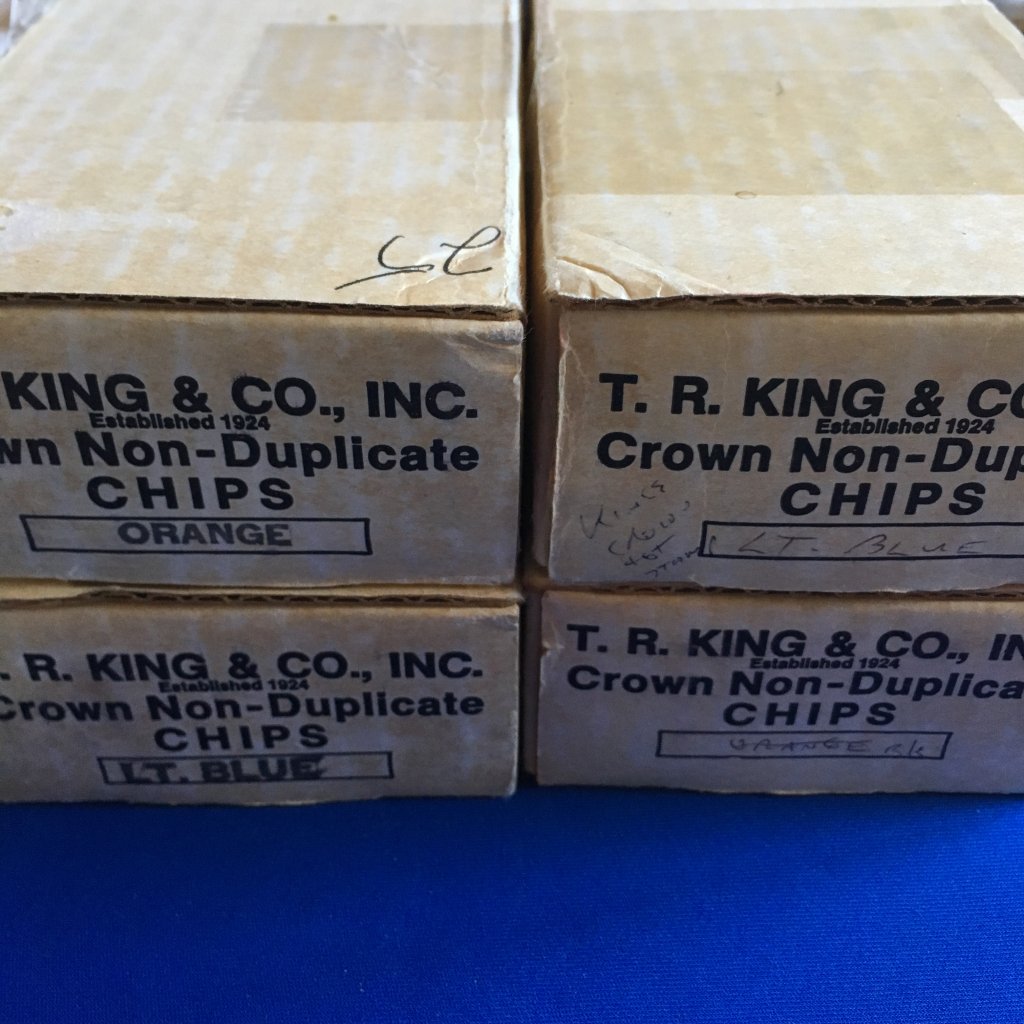 KING & CO., INC.
Established 1924
wn Non-Duplicate
CHIPS
ORANGE
T. R. KING & CO
Established 1924
Crown Non-Dup
CHIPS
LT. BLUE
. R. KING & CO., INC.
Established 1924
Crown Non-Duplicate
CHIPS
LT. BLUE
T. R. KING & CO., IN
Established 1924
Crown Non-Duplica
CHIPS
ORANGE